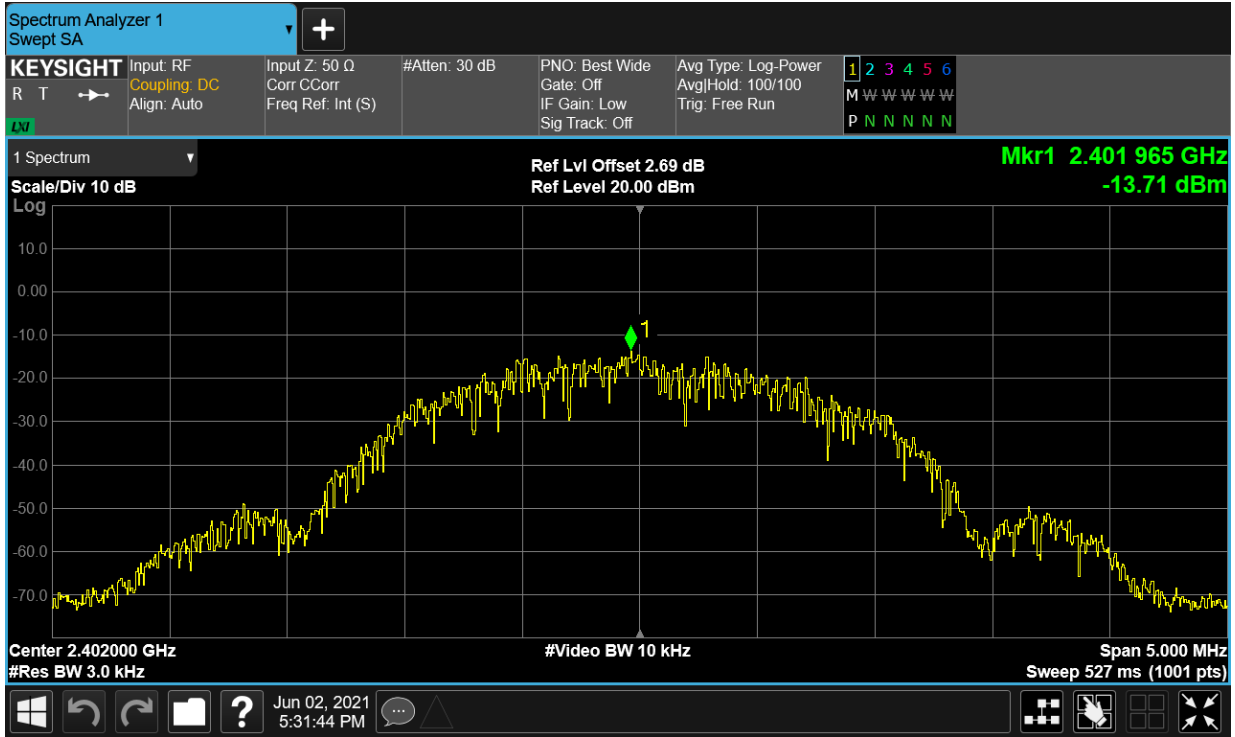 Spectrum Analyzer 1
Swept SA
KEYSIGHT
R T
LXI
Input: RF
Coupling: DC
Align: Auto
Input Z: 50 Ω
Corr CCorr
Freq Ref: Int (S)
#Atten: 30 dB
PNO: Best Wide
Gate: Off
IF Gain: Low
Sig Track: Off
Avg Type: Log-Power
Avg|Hold: 100/100
Trig: Free Run
1 2 3 4 5 6
M W W W W W
P N N N N N
1 Spectrum
Scale/Div 10 dB
Ref Lvl Offset 2.69 dB
Ref Level 20.00 dBm
Mkr1 2.401 965 GHz
-13.71 dBm
Log
10.0
0.00
-10.0
-20.0
-30.0
-40.0
-50.0
-60.0
-70.0
1
Center 2.402000 GHz
#Res BW 3.0 kHz
#Video BW 10 kHz
Span 5.000 MHz
Sweep 527 ms (1001 pts)
?
Jun 02, 2021
5:31:44 PM